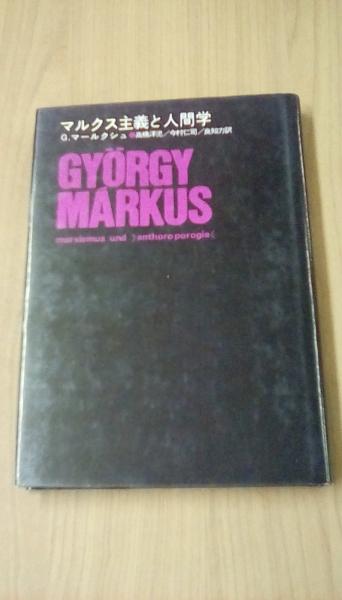 マルクス主義と人間学
G.マールクシュ ●高橋洋児／今村仁司／良知力訳
GYÖRGY
MÁRKUS
marxismus und 〉anthoroporogie〈